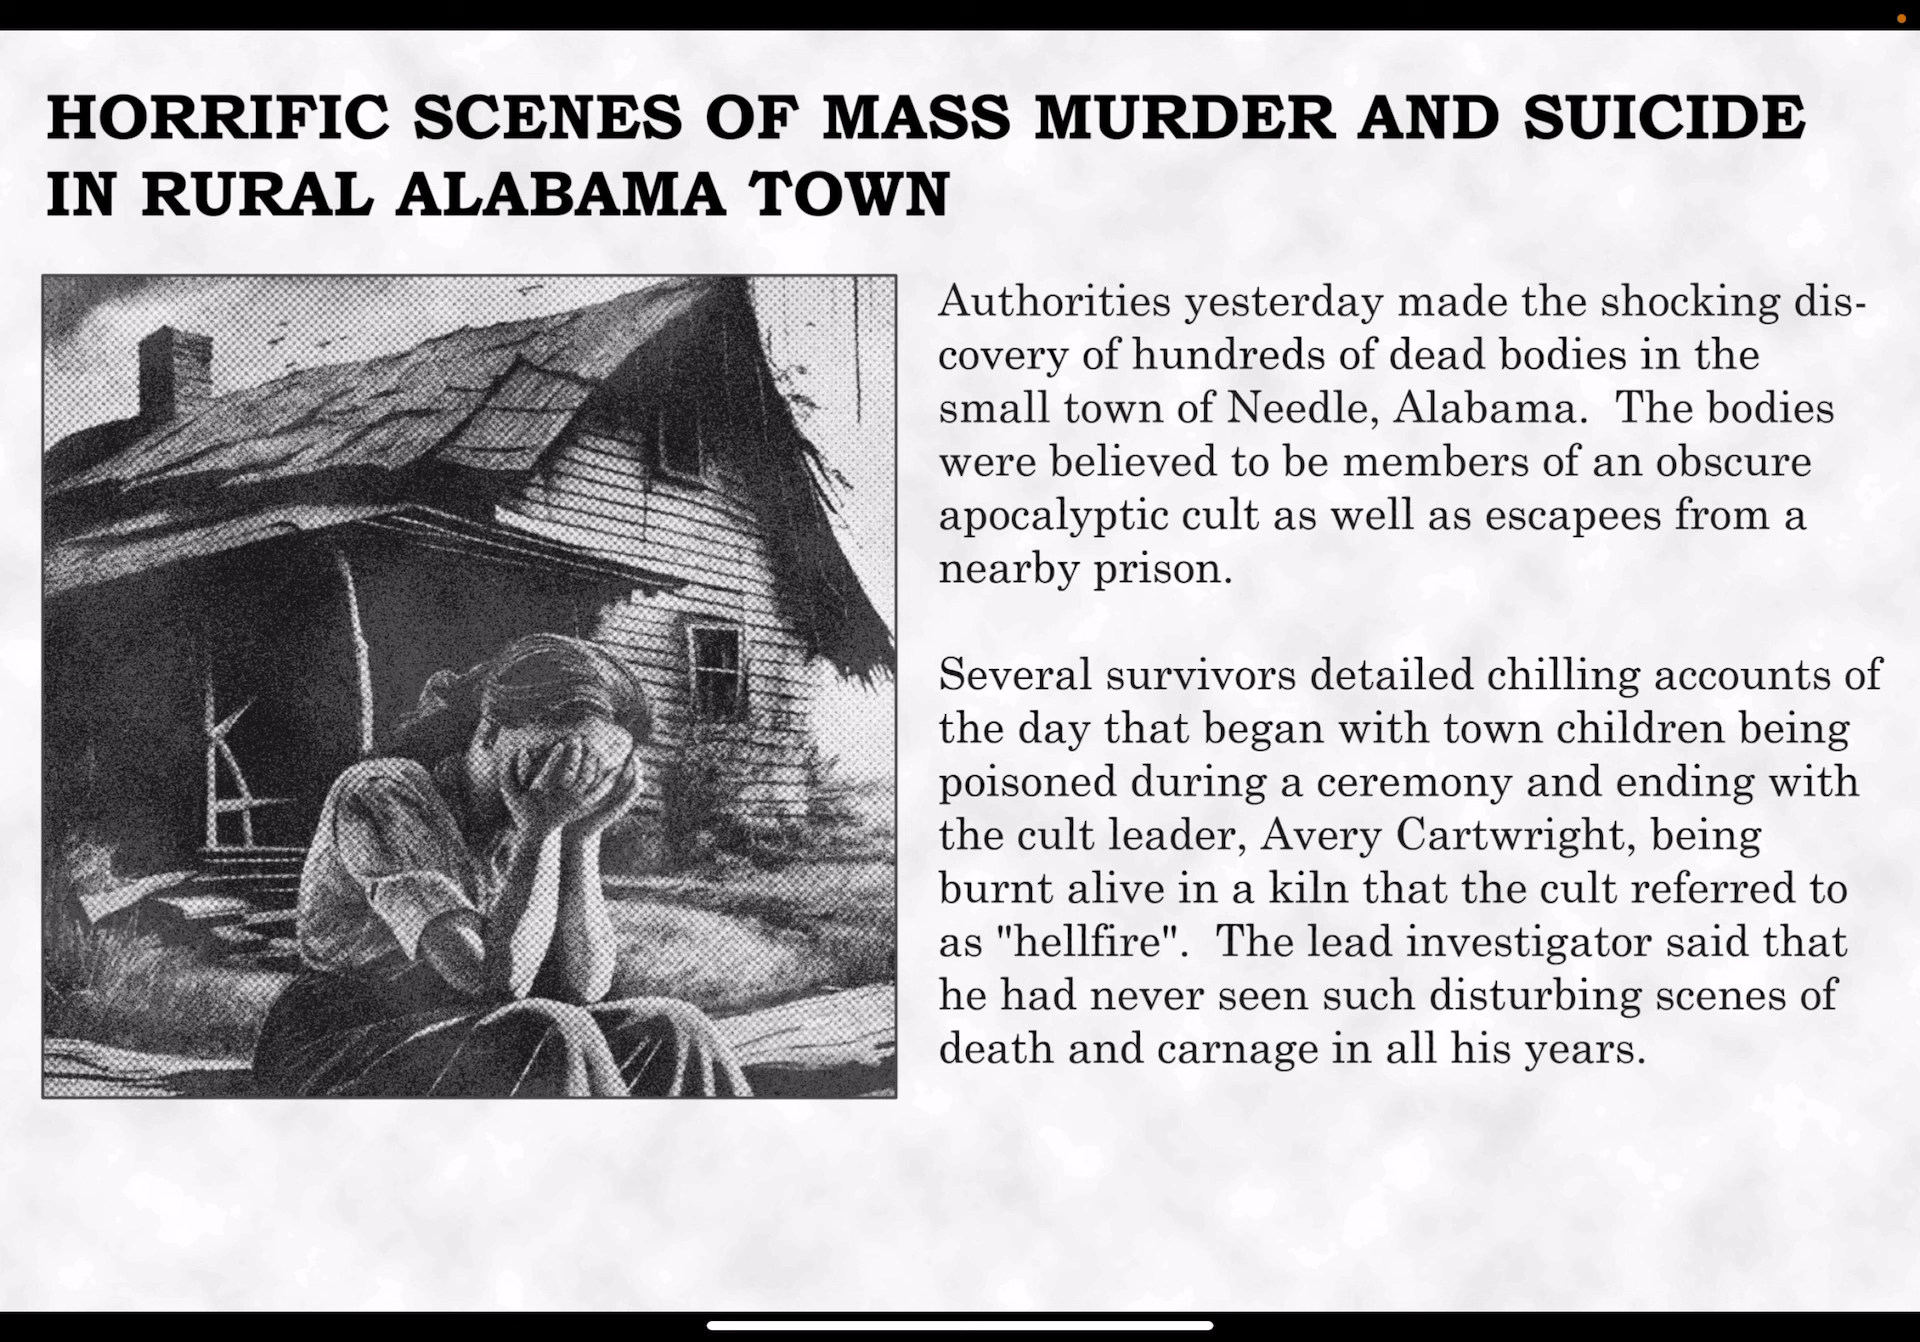 HORRIFIC SCENES OF MASS MURDER AND SUICIDE
IN RURAL ALABAMA TOWN
Authorities yesterday made the shocking dis-
covery of hundreds of dead bodies in the
small town of Needle, Alabama.  The bodies
were believed to be members of an obscure
apocalyptic cult as well as escapees from a
nearby prison.
Several survivors detailed chilling accounts of
the day that began with town children being
poisoned during a ceremony and ending with
the cult leader, Avery Cartwright, being
burnt alive in a kiln that the cult referred to
as "hellfire".  The lead investigator said that
he had never seen such disturbing scenes of
death and carnage in all his years.